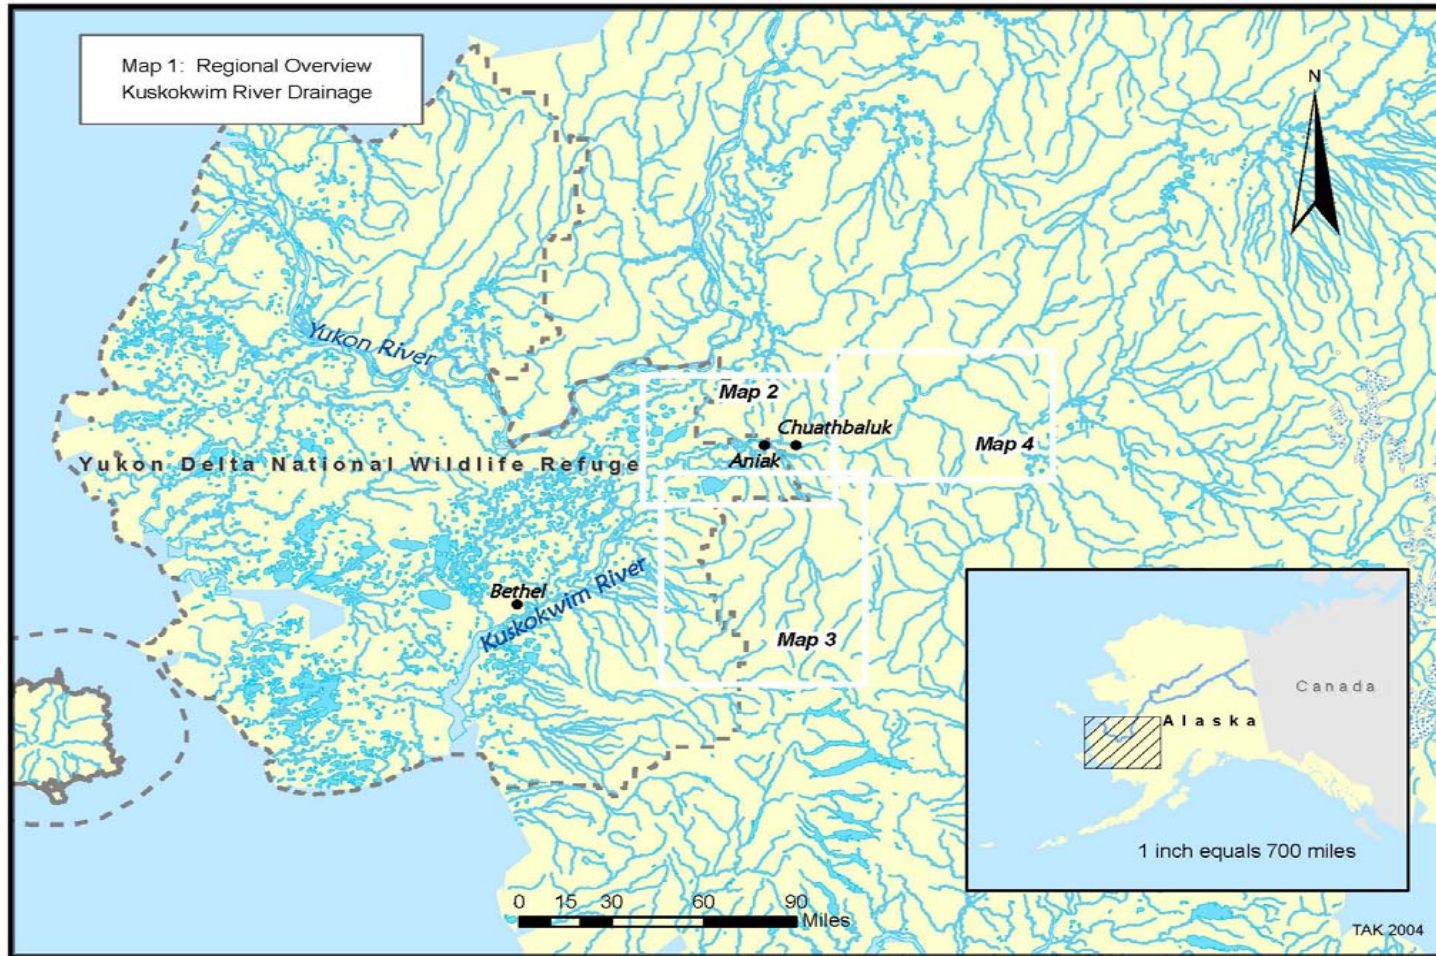 Map 1: Regional Overview
Kuskokwim River Drainage
N
Yukon River
Map 2
Chuathbaluk
Map 4
Aniak
Yukon Delta National Wildlife Refuge
Bethel
Kuskokwim River
Map 3
Canada
Alaska
1 inch equals 700 miles
0 15 30 60 90
Miles
TAK 2004